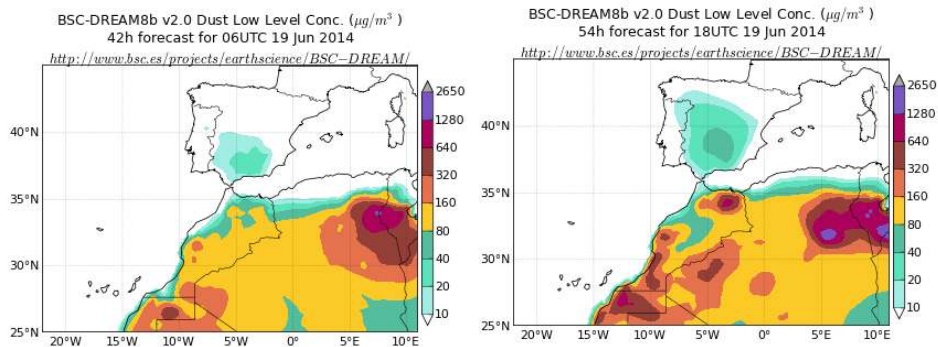 BSC-DREAM8b v2.0 Dust Low Level Conc. (μg/m³ )
42h forecast for 06UTC 19 Jun 2014
http://www.bsc.es/projects/earthscience/BSC−DREAM/
40°N
35°N
30°N
25°N
20°W
15°W
10°W
5°W
0°
5°E
10°E
2650
1280
640
320
160
80
40
20
10
BSC-DREAM8b v2.0 Dust Low Level Conc. (μg/m³ )
54h forecast for 18UTC 19 Jun 2014
http://www.bsc.es/projects/earthscience/BSC−DREAM/
40°N
35°N
30°N
25°N
20°W
15°W
10°W
5°W
0°
5°E
10°E
2650
1280
640
320
160
80
40
20
10